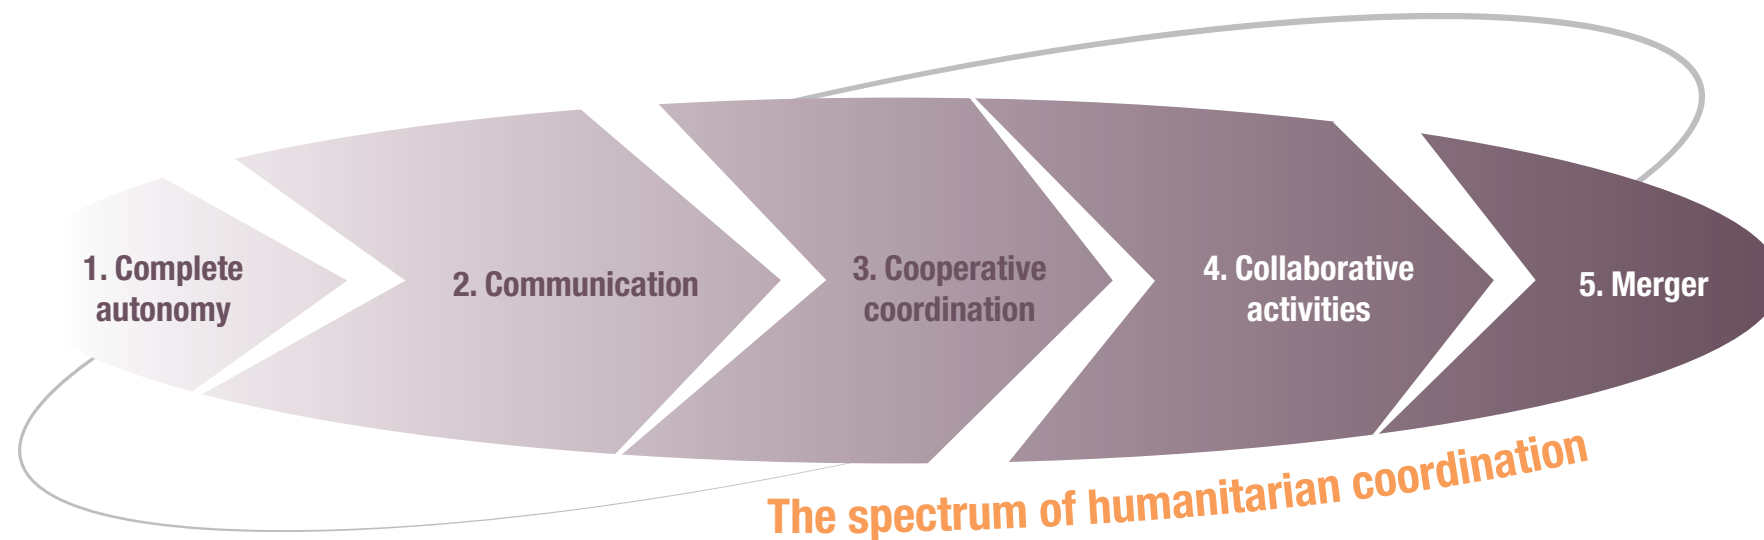 1. Complete
autonomy
2. Communication
3. Cooperative
coordination
4. Collaborative
activities
5. Merger
The spectrum of humanitarian coordination